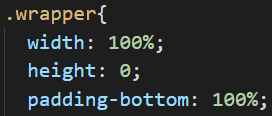 .wrapper{
width: 100%;
height: 0;
padding-bottom: 100%;